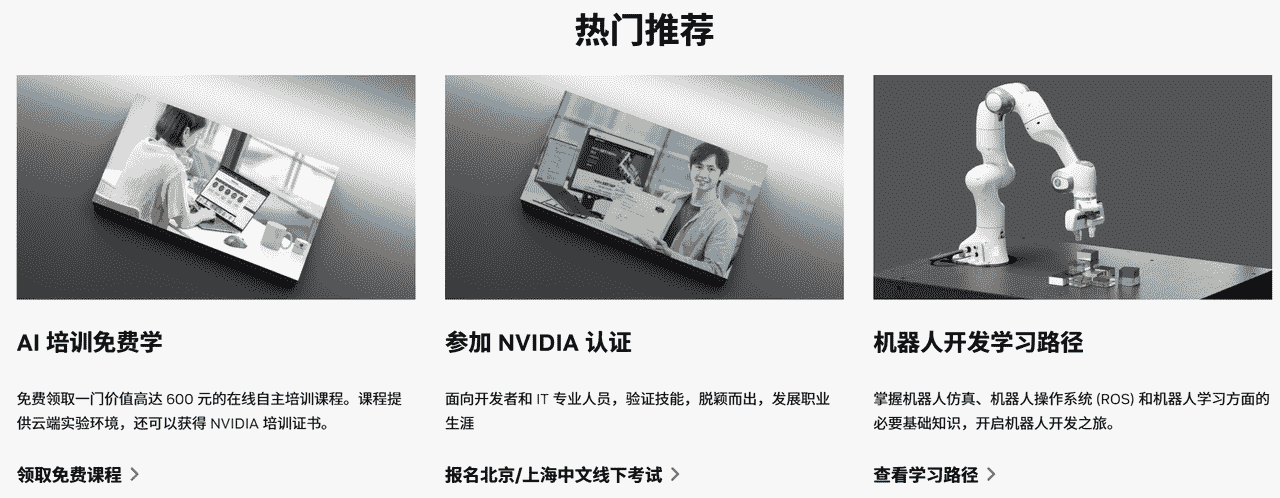 热门推荐
AI 培训免费学
免费领取一门价值高达 600 元的在线自主培训课程。课程提
供云端实验环境，还可以获得 NVIDIA 培训证书。
领取免费课程
参加 NVIDIA 认证
面向开发者和 IT 专业人员，验证技能，脱颖而出，发展职业
生涯
报名北京/上海中文线下考试
机器人开发学习路径
掌握机器人仿真、机器人操作系统 (ROS) 和机器人学习方面的
必要基础知识，开启机器人开发之旅。
查看学习路径